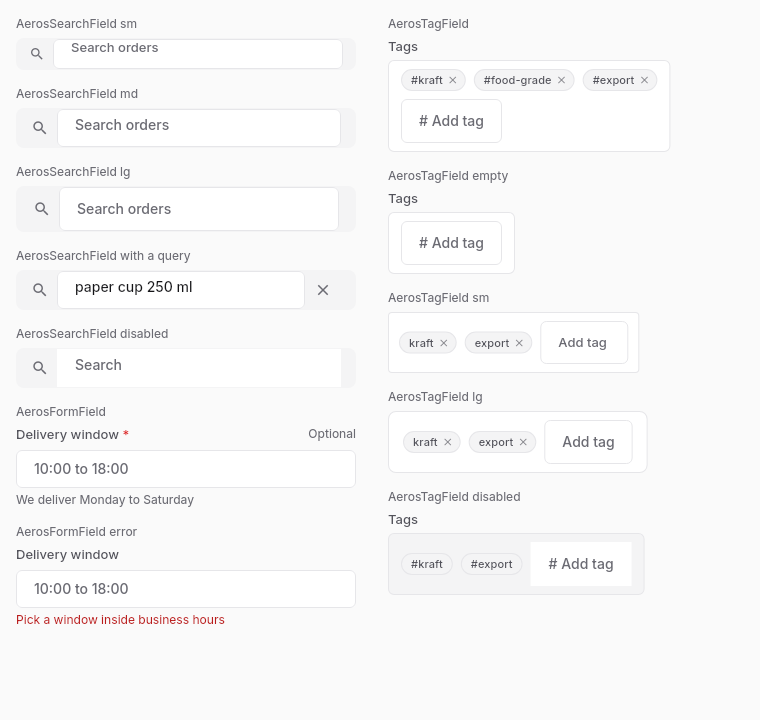 AerosSearchField sm
Search orders
AerosSearchField md
Search orders
AerosSearchField lg
Search orders
AerosSearchField with a query
paper cup 250 ml
AerosSearchField disabled
Search
AerosFormField
Delivery window * Optional
10:00 to 18:00
We deliver Monday to Saturday
AerosFormField error
Delivery window
10:00 to 18:00
Pick a window inside business hours
AerosTagField
Tags
#kraft #food-grade #export
# Add tag
AerosTagField empty
Tags
# Add tag
AerosTagField sm
kraft export Add tag
AerosTagField lg
kraft export Add tag
AerosTagField disabled
Tags
#kraft #export # Add tag